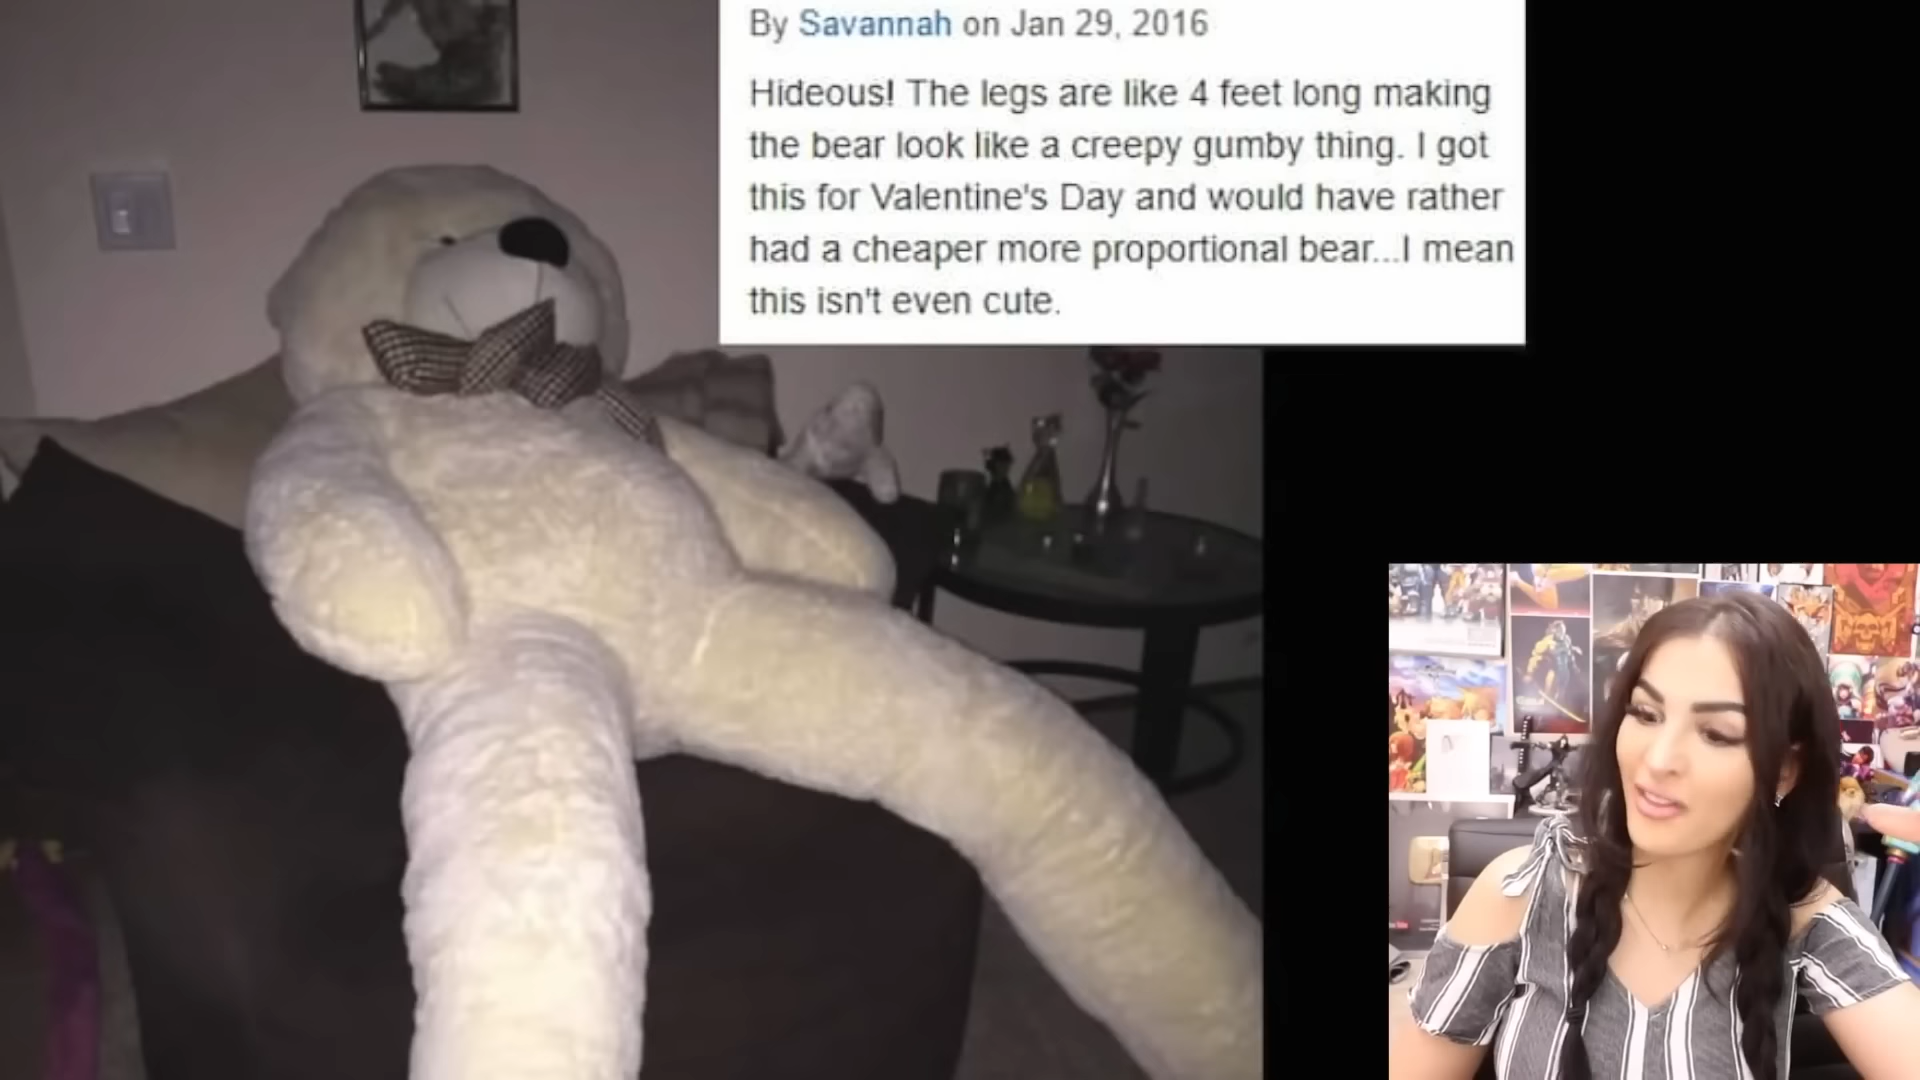 By Savannah on Jan 29, 2016
Hideous! The legs are like 4 feet long making
the bear look like a creepy gumby thing. I got
this for Valentine's Day and would have rather
had a cheaper more proportional bear...I mean
this isn't even cute.